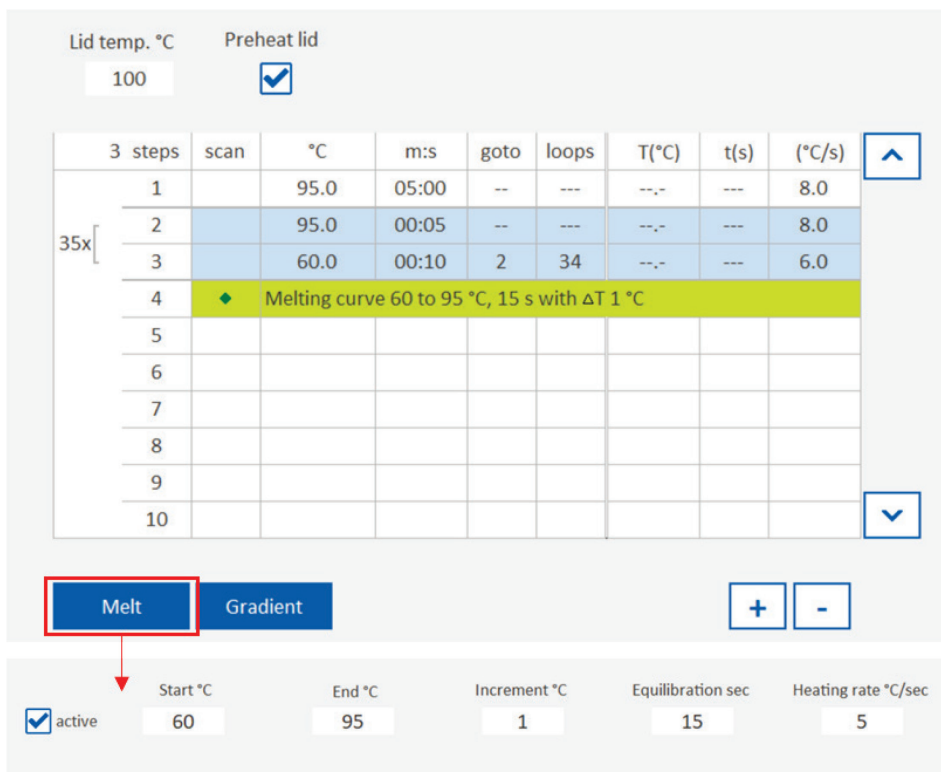 Lid temp. °C Preheat lid
100
3 steps scan °C m:s goto loops T(°C) t(s) (°C/s)
1 95.0 05:00 -- --- --.- --- 8.0
35x
2 95.0 00:05 -- --- --.- --- 8.0
3 60.0 00:10 2 34 --.- --- 6.0
4 Melting curve 60 to 95 °C, 15 s with ΔT 1 °C
5
6
7
8
9
10
Melt Gradient + -
Start °C End °C Increment °C Equilibration sec Heating rate °C/sec
active 60 95 1 15 5